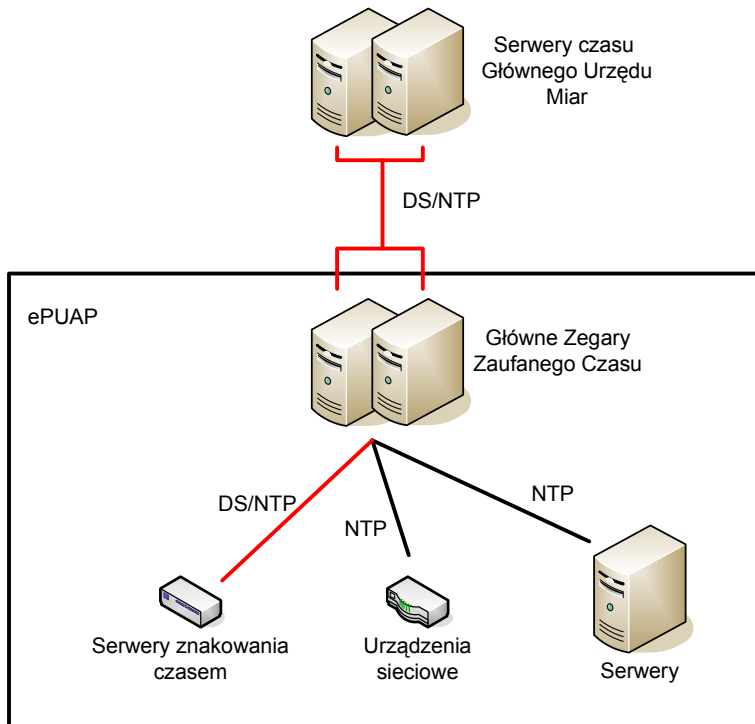 Serwery czasu
Głównego Urzędu
Miar
DS/NTP
ePUAP
Główne Zegary
Zaufanego Czasu
DS/NTP
NTP
NTP
Serwery znakowania
czasem
Urządzenia
sieciowe
Serwery